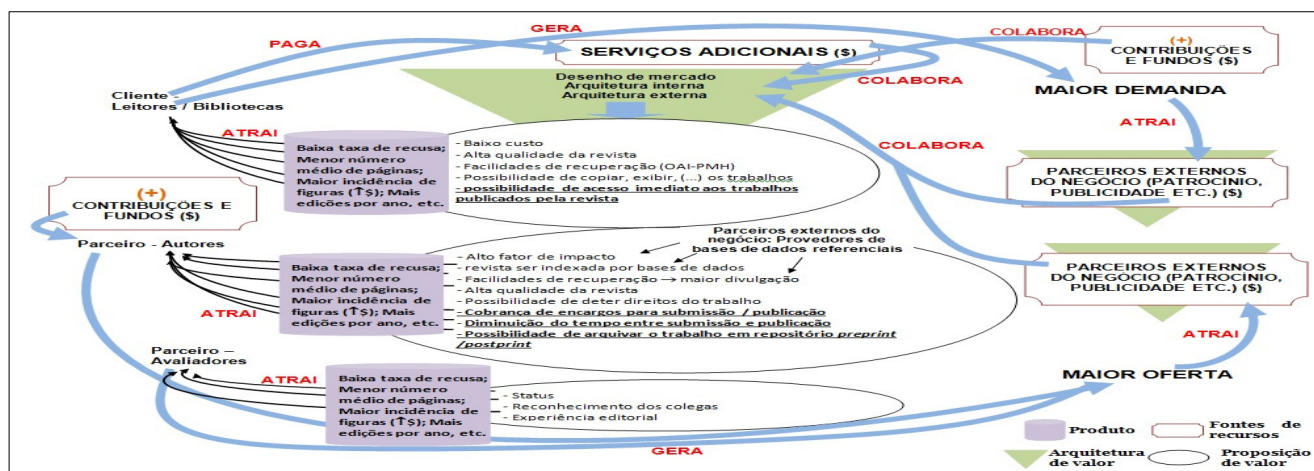 GERA
PAGA
SERVIÇOS ADICIONAIS ($)
COLABORA
(+)
CONTRIBUIÇÕES
E FUNDOS ($)
Desenho de mercado
Arquitetura interna
Arquitetura externa
COLABORA
MAIOR DEMANDA
Cliente -
Leitores / Bibliotecas
ATRAI
ATRAI
Baixa taxa de recusa;
Menor número
médio de páginas;
Maior incidência de
figuras (↑$); Mais
edições por ano, etc.
- Baixo custo
- Alta qualidade da revista
- Facilidades de recuperação (OAI-PMH)
- Possibilidade de copiar, exibir, (...) os trabalhos
- possibilidade de acesso imediato aos trabalhos
publicados pela revista
COLABORA
PARCEIROS EXTERNOS
DO NEGÓCIO (PATROCÍNIO,
PUBLICIDADE ETC.) ($)
(+)
CONTRIBUIÇÕES E
FUNDOS ($)
Parceiro - Autores
Parceiros externos do
negócio: Provedores de
bases de dados referenciais
Baixa taxa de recusa;
Menor número
médio de páginas;
Maior incidência de
figuras (↑$); Mais
edições por ano, etc.
- Alto fator de impacto
- revista ser indexada por bases de dados
- Facilidades de recuperação → maior divulgação
- Alta qualidade da revista
- Possibilidade de deter direitos do trabalho
- Cobrança de encargos para submissão / publicação
- Diminuição do tempo entre submissão e publicação
- Possibilidade de arquivar o trabalho em repositório preprint
/postprint
PARCEIROS EXTERNOS
DO NEGÓCIO (PATROCÍNIO,
PUBLICIDADE ETC.) ($)
ATRAI
ATRAI
Parceiro –
Avaliadores
ATRAI
MAIOR OFERTA
Baixa taxa de recusa;
Menor número
médio de páginas;
Maior incidência de
figuras (↑$); Mais
edições por ano, etc.
- Status
- Reconhecimento dos colegas
- Experiência editorial
GERA
Produto
Fontes de
recursos
Arquitetura
de valor
Proposição
de valor